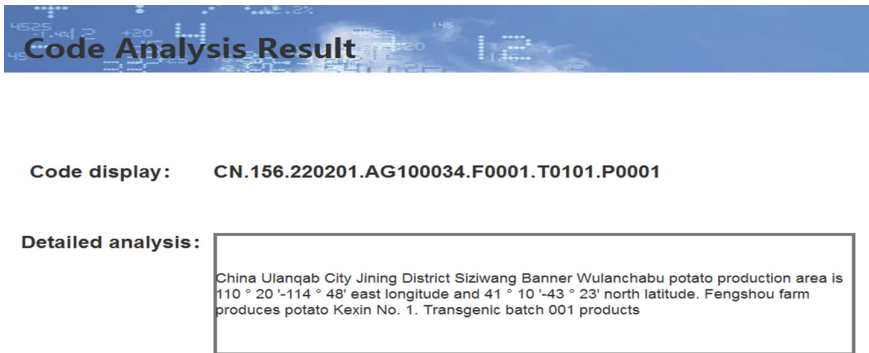 Code Analysis Result
Code display: CN.156.220201.AG100034.F0001.T0101.P0001
Detailed analysis:
China Ulanqab City Jining District Siziwang Banner Wulanchabu potato production area is
110 ° 20 '-114 ° 48' east longitude and 41 ° 10 '-43 ° 23' north latitude. Fengshou farm
produces potato Kexin No. 1. Transgenic batch 001 products